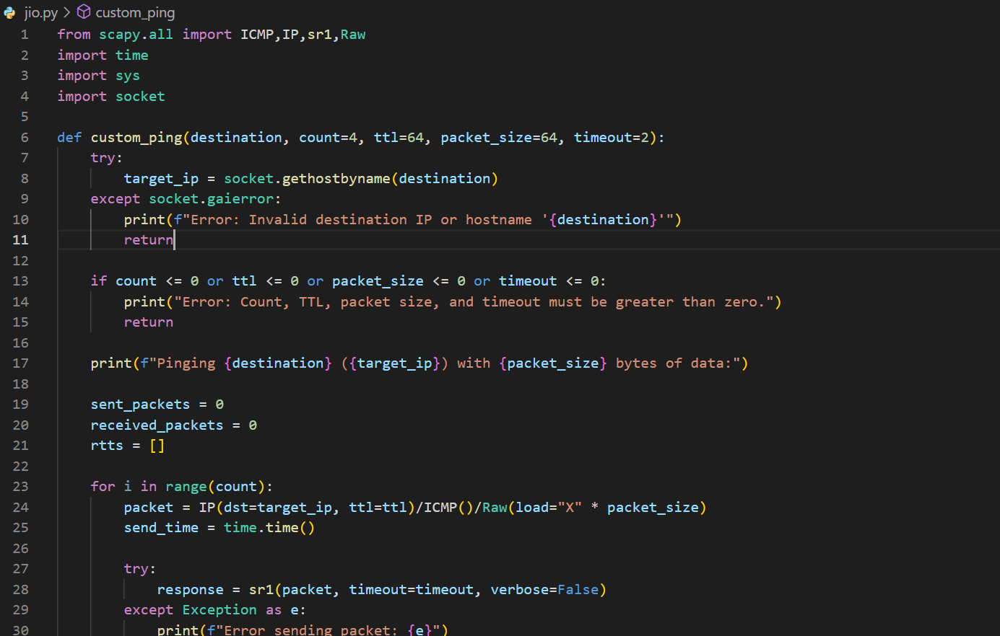 jio.py > custom_ping
1 from scapy.all import ICMP,IP,sr1,Raw
2 import time
3 import sys
4 import socket
5
6 def custom_ping(destination, count=4, ttl=64, packet_size=64, timeout=2):
7     try:
8         target_ip = socket.gethostbyname(destination)
9     except socket.gaierror:
10         print(f"Error: Invalid destination IP or hostname '{destination}'")
11         return
12
13     if count <= 0 or ttl <= 0 or packet_size <= 0 or timeout <= 0:
14         print("Error: Count, TTL, packet size, and timeout must be greater than zero.")
15         return
16
17     print(f"Pinging {destination} ({target_ip}) with {packet_size} bytes of data:")
18
19     sent_packets = 0
20     received_packets = 0
21     rtts = []
22
23     for i in range(count):
24         packet = IP(dst=target_ip, ttl=ttl)/ICMP()/Raw(load="X" * packet_size)
25         send_time = time.time()
26
27         try:
28             response = sr1(packet, timeout=timeout, verbose=False)
29         except Exception as e:
30             print(f"Error sending packet: {e}")